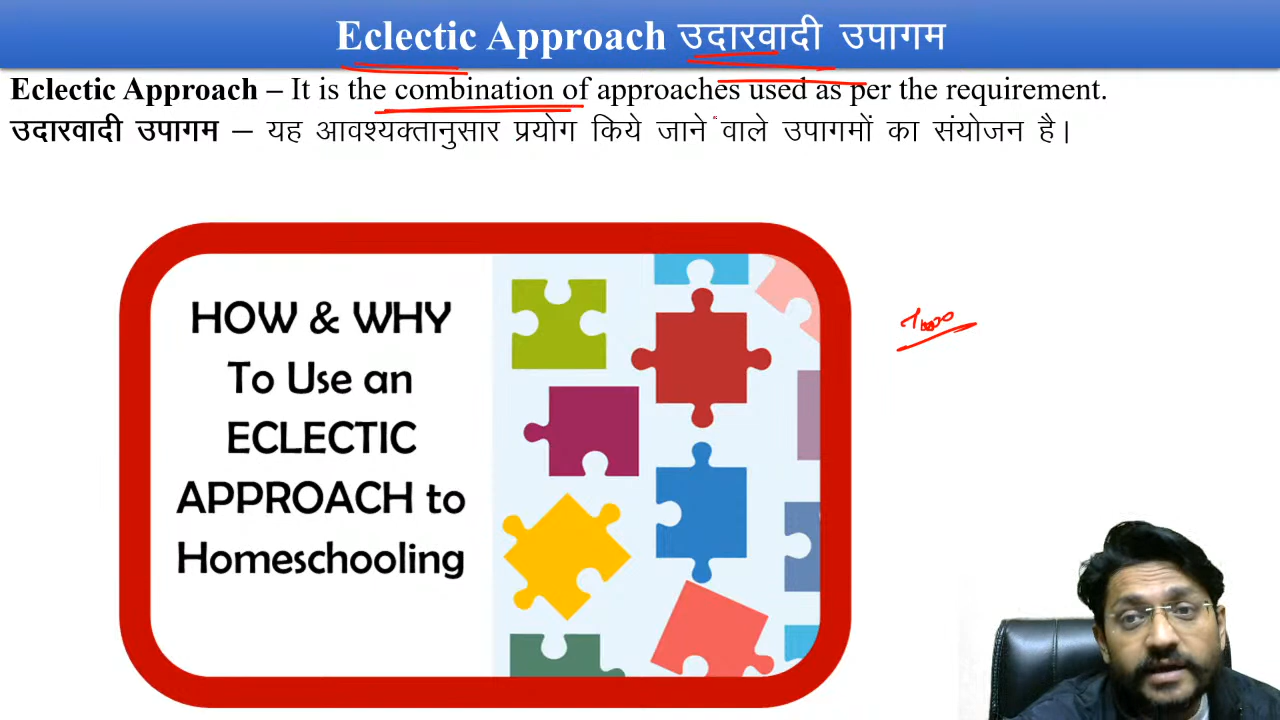 Eclectic Approach उदारवादी उपागम
Eclectic Approach – It is the combination of approaches used as per the requirement.
उदारवादी उपागम – यह आवश्यक्तानुसार प्रयोग किये जाने वाले उपागमों का संयोजन है।
HOW & WHY
To Use an
ECLECTIC
APPROACH to
Homeschooling